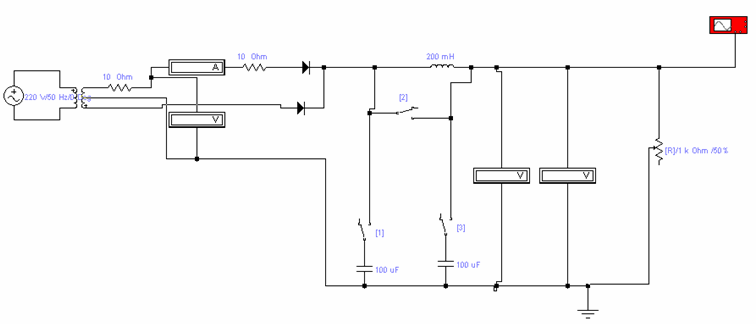 10 Ohm
A
10 Ohm
200 mH
220 V/50 Hz/0 Deg
[2]
V
[R]/1 k Ohm /50%
V
V
[1]
[3]
100 uF
100 uF